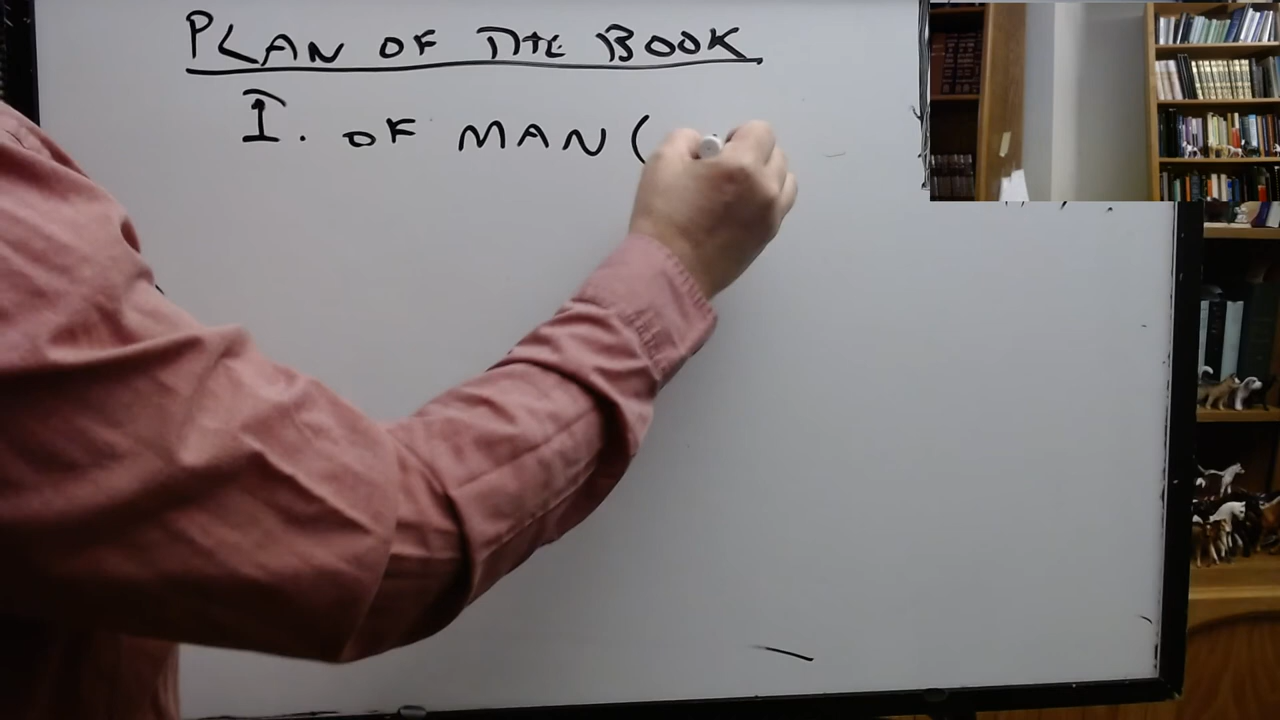 PLAN OF THE BOOK
I. OF MAN (